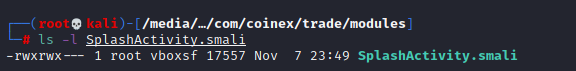 ┌──(root💀kali)-[/media/…/com/coinex/trade/modules]
└─# ls -l SplashActivity.smali
-rwxrwx--- 1 root vboxsf 17557 Nov  7 23:49 SplashActivity.smali